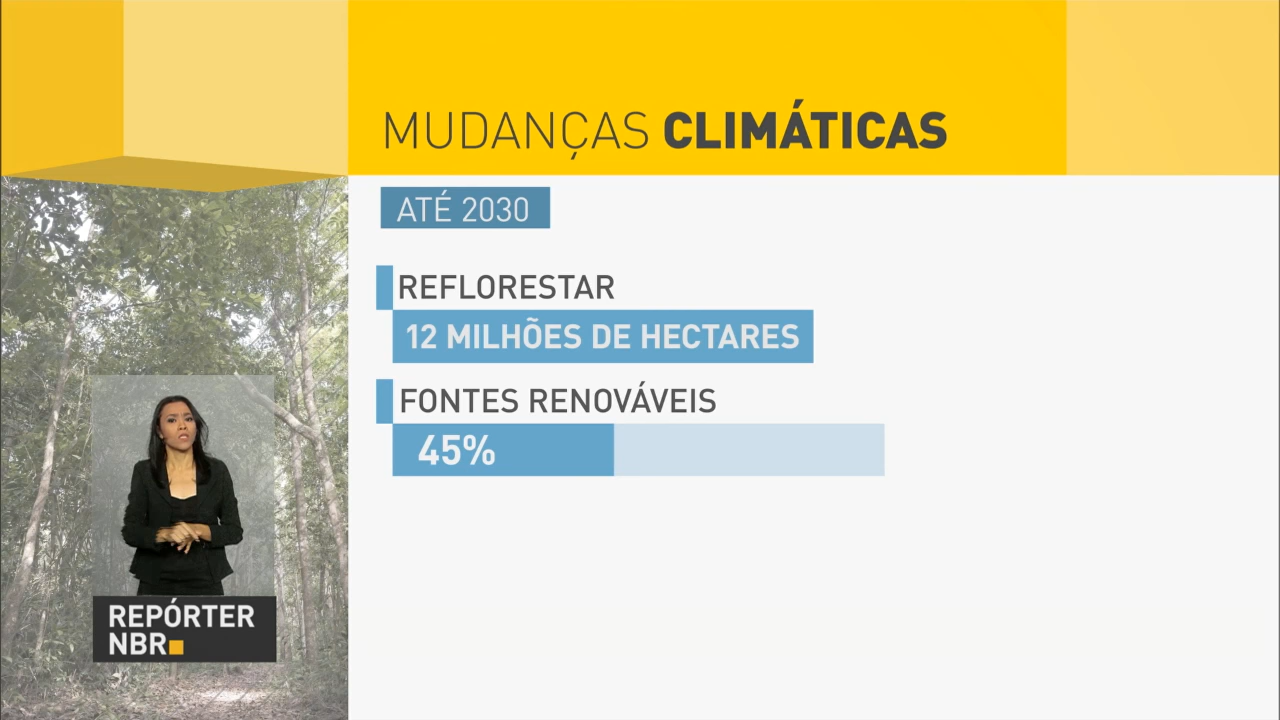 MUDANÇAS CLIMÁTICAS
ATÉ 2030
REFLORESTAR
12 MILHÕES DE HECTARES
FONTES RENOVÁVEIS
45%
REPÓRTER
NBR